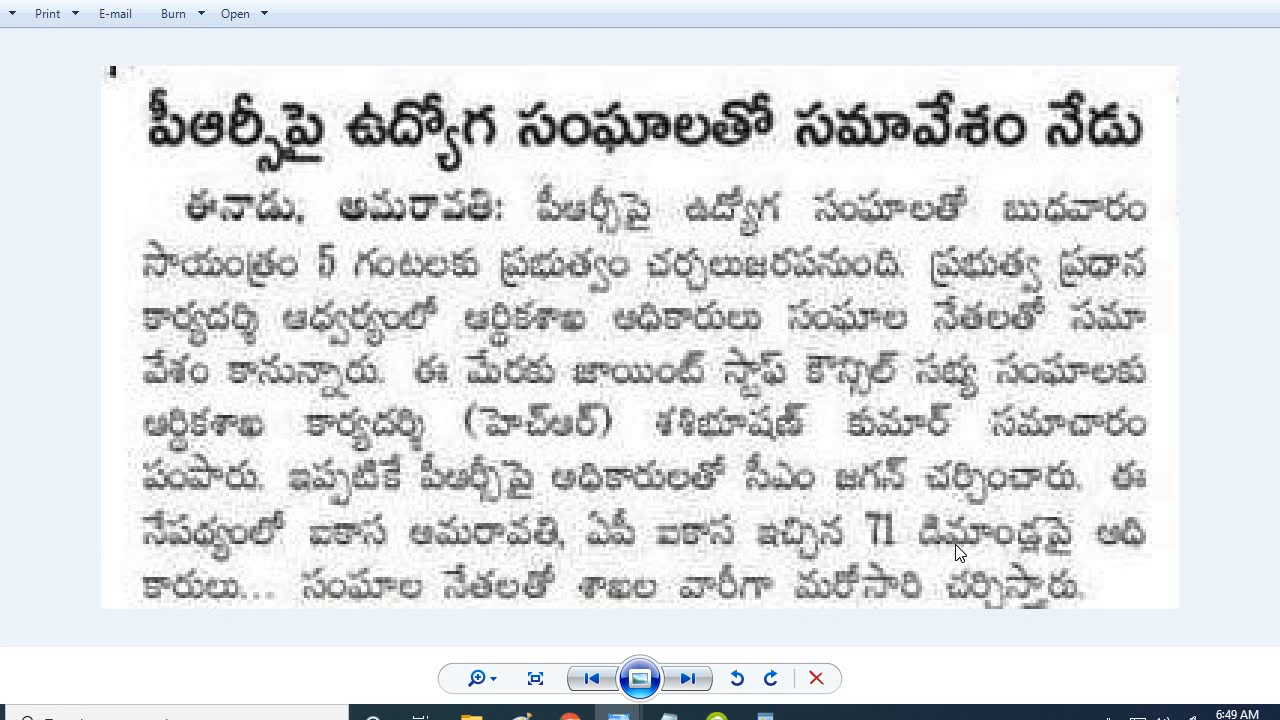 Print E-mail Burn Open
పీఆర్సీపై ఉద్యోగ సంఘాలతో సమావేశం నేడు
ఈనాడు, అమరావతి: పీఆర్సీపై ఉద్యోగ సంఘాలతో బుధవారం
సాయంత్రం 5 గంటలకు ప్రభుత్వం చర్చలుజరపనుంది. ప్రభుత్వ ప్రధాన
కార్యదర్శి ఆధ్వర్యంలో ఆర్థికశాఖ అధికారులు సంఘాల నేతలతో సమా
వేశం కానున్నారు. ఈ మేరకు జాయింట్ స్టాఫ్ కౌన్సిల్ సభ్య సంఘాలకు
ఆర్థికశాఖ కార్యదర్శి (హెచ్ఆర్) శశిభూషణ్ కుమార్ సమాచారం
పంపారు. ఇప్పటికే పీఆర్సీపై అధికారులతో సీఎం జగన్ చర్చించారు. ఈ
నేపథ్యంలో ఐకాస అమరావతి, ఏపీ ఐకాస ఇచ్చిన 71 డిమాండ్లపై అధి
కారులు... సంఘాల నేతలతో శాఖల వారీగా మరోసారి చర్చిస్తారు.
6:49 AM